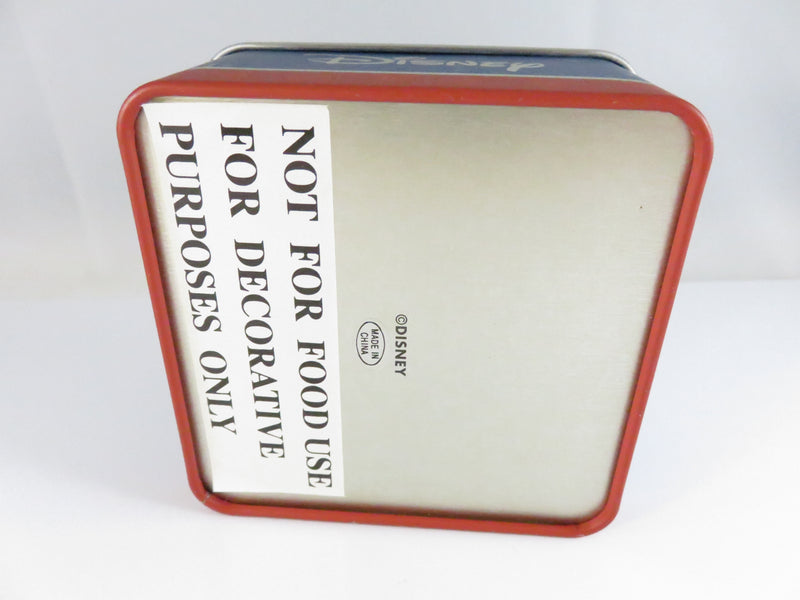 Disney
NOT FOR FOOD USE
FOR DECORATIVE
PURPOSES ONLY
©DISNEY
MADE IN
CHINA